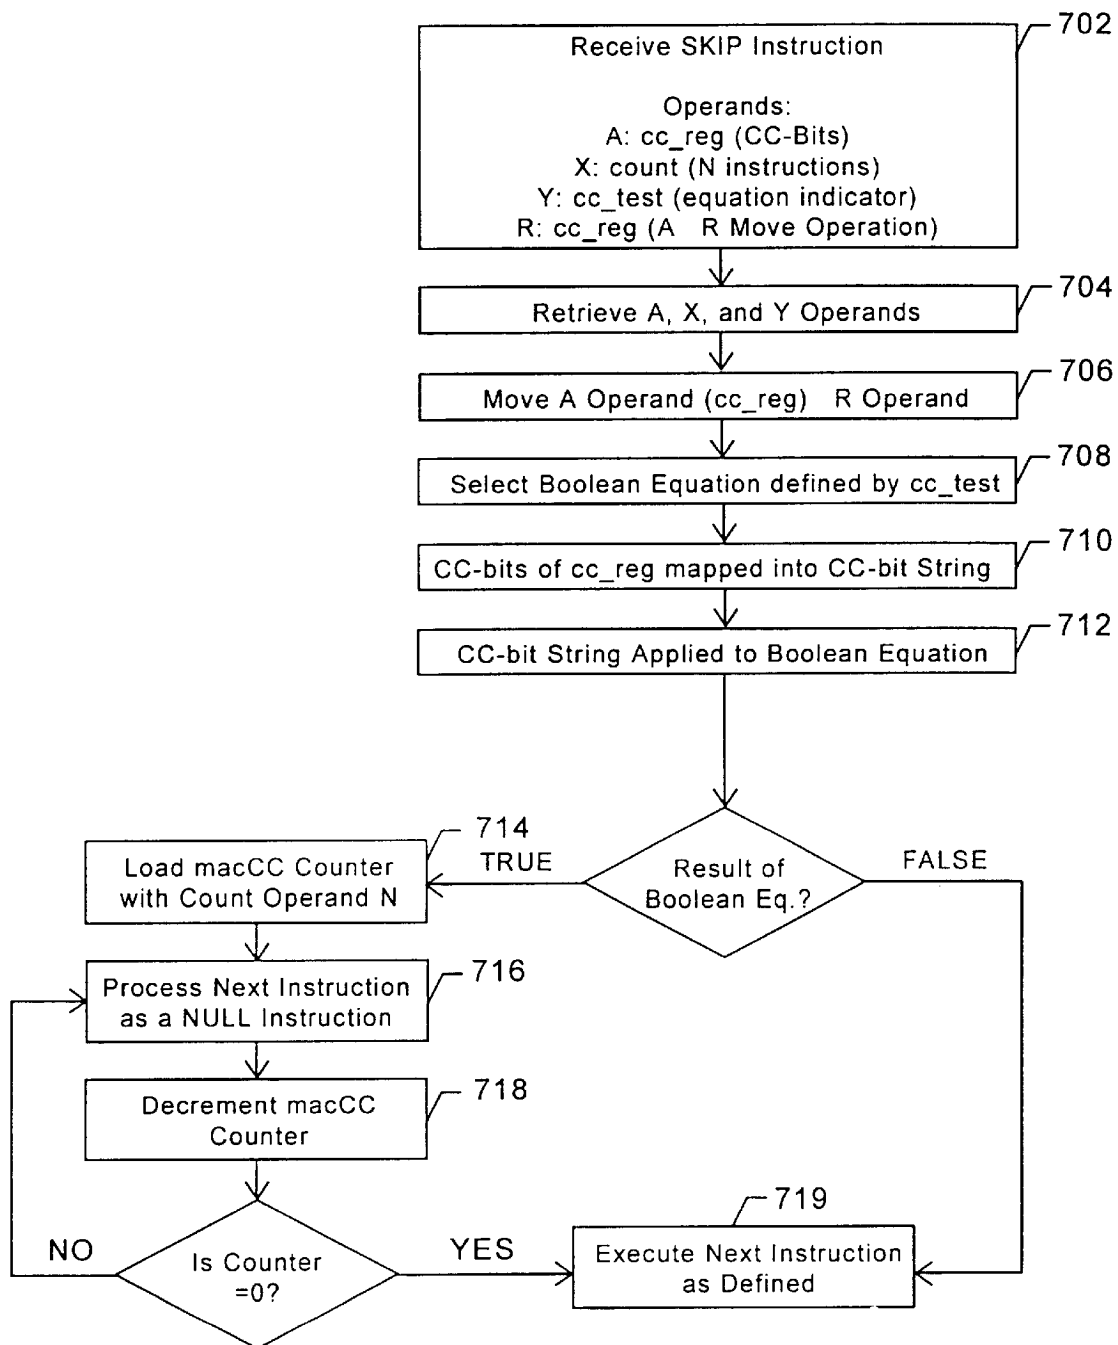 702
Receive SKIP Instruction
Operands:
A: cc_reg (CC-Bits)
X: count (N instructions)
Y: cc_test (equation indicator)
R: cc_reg (A R Move Operation)
704
Retrieve A, X, and Y Operands
706
Move A Operand (cc_reg) R Operand
708
Select Boolean Equation defined by cc_test
710
CC-bits of cc_reg mapped into CC-bit String
712
CC-bit String Applied to Boolean Equation
714
Load macCC Counter
with Count Operand N
TRUE
Result of
Boolean Eq.?
FALSE
716
Process Next Instruction
as a NULL Instruction
718
Decrement macCC
Counter
NO
Is Counter
=0?
YES
719
Execute Next Instruction
as Defined